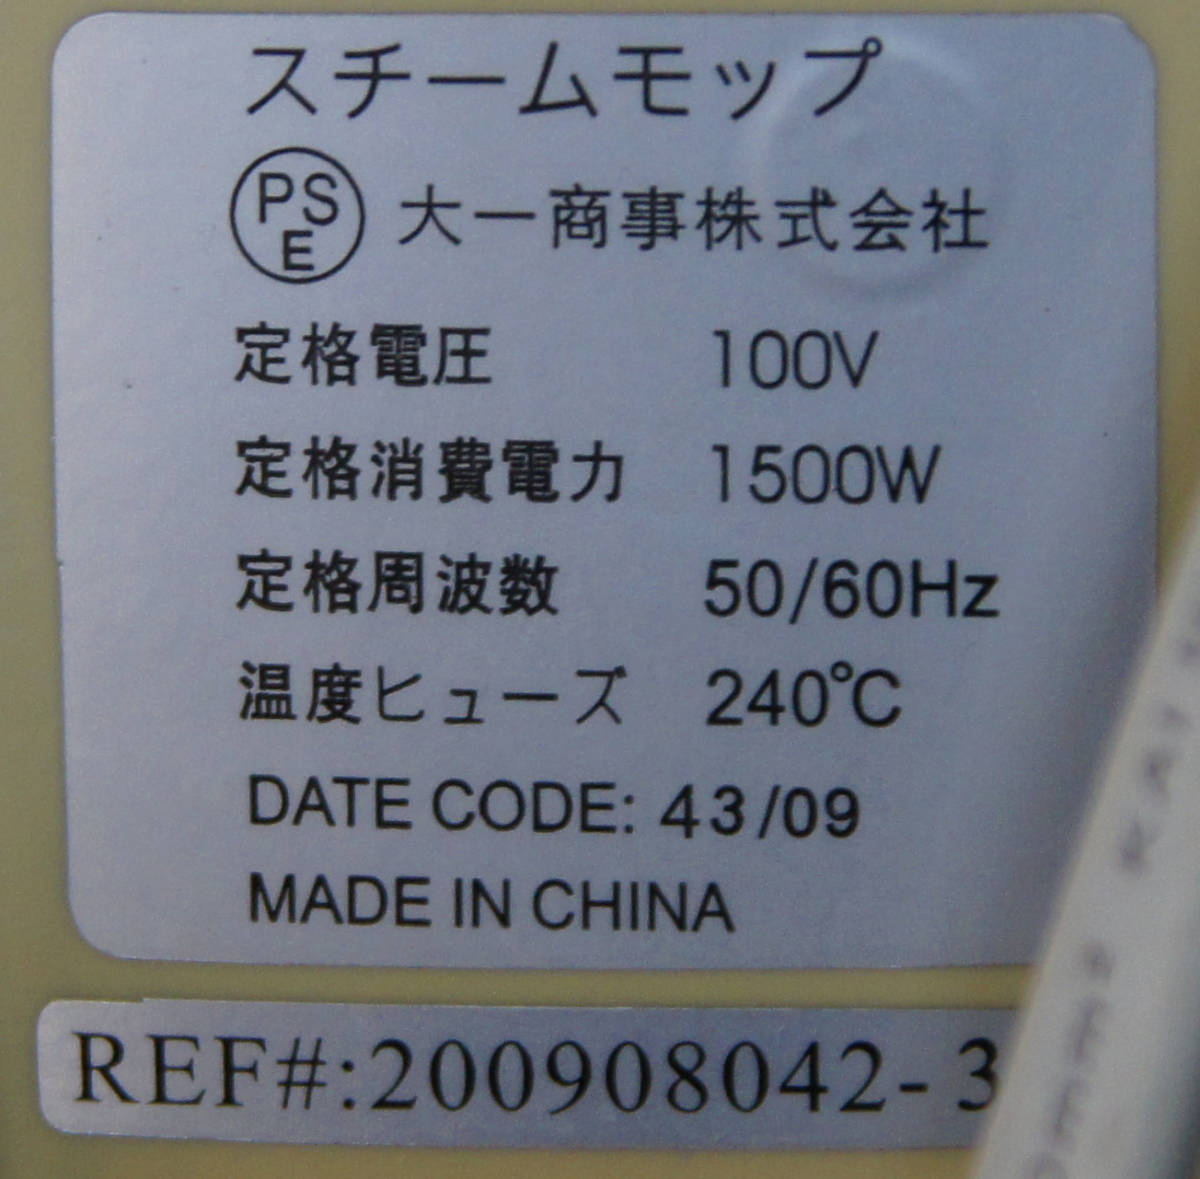 スチームモップ
PSE 大一商事株式会社
定格電圧 100V
定格消費電力 1500W
定格周波数 50/60Hz
温度ヒューズ 240℃
DATE CODE: 43/09
MADE IN CHINA
REF#:200908042-3